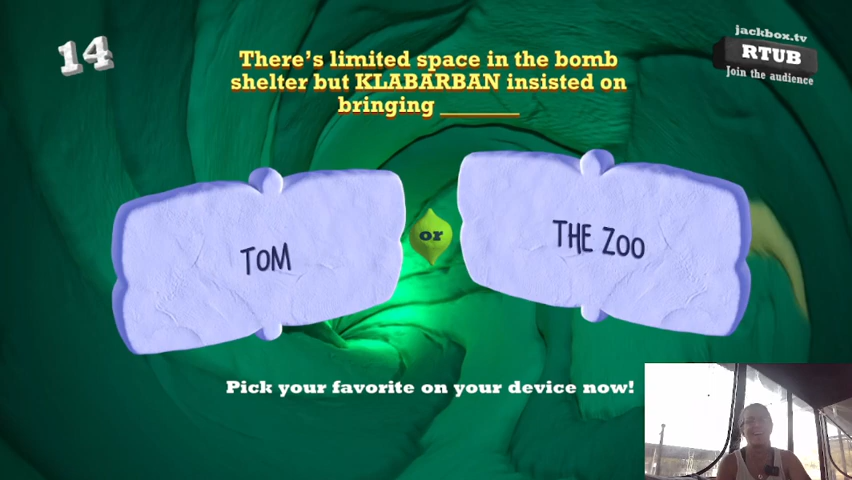 14
There's limited space in the bomb
shelter but KLABARBAN insisted on
bringing _______
jackbox.tv
RTUB
Join the audience
TOM
or
THE ZOO
Pick your favorite on your device now!